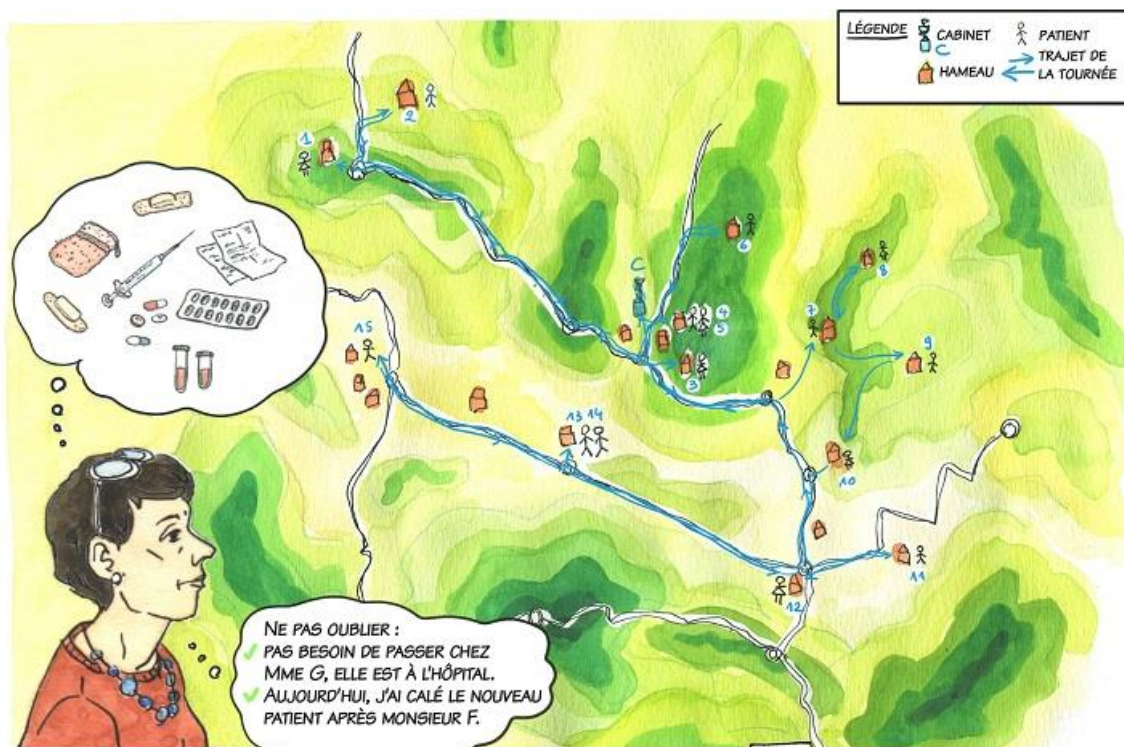 LÉGENDE
CABINET
C
PATIENT
HAMEAU
TRAJET DE
LA TOURNÉE
1
2
C
6
4
5
3
8
7
9
15
13 14
10
11
12
NE PAS OUBLIER :
PAS BESOIN DE PASSER CHEZ
MME G, ELLE EST À L'HÔPITAL.
AUJOURD'HUI, J'AI CALÉ LE NOUVEAU
PATIENT APRÈS MONSIEUR F.